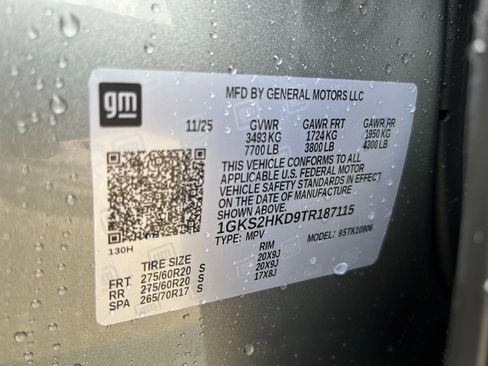 gm
MFD BY GENERAL MOTORS LLC
11/25 GVWR GAWR FRT GAWR RR
3493 KG 1724 KG 1950 KG
7700 LB 3800 LB 4300 LB
THIS VEHICLE CONFORMS TO ALL
APPLICABLE U.S. FEDERAL MOTOR
VEHICLE SAFETY STANDARDS IN EFFECT
ON THE DATE OF MANUFACTURE
SHOWN ABOVE.
1GKS2HKD9TR187115
TYPE: MPV MODEL: 95TK10906
130H
TIRE SIZE RIM
FRT 275/60R20 S 20X9J
RR 275/60R20 S 20X9J
SPA 265/70R17 S 17X8J